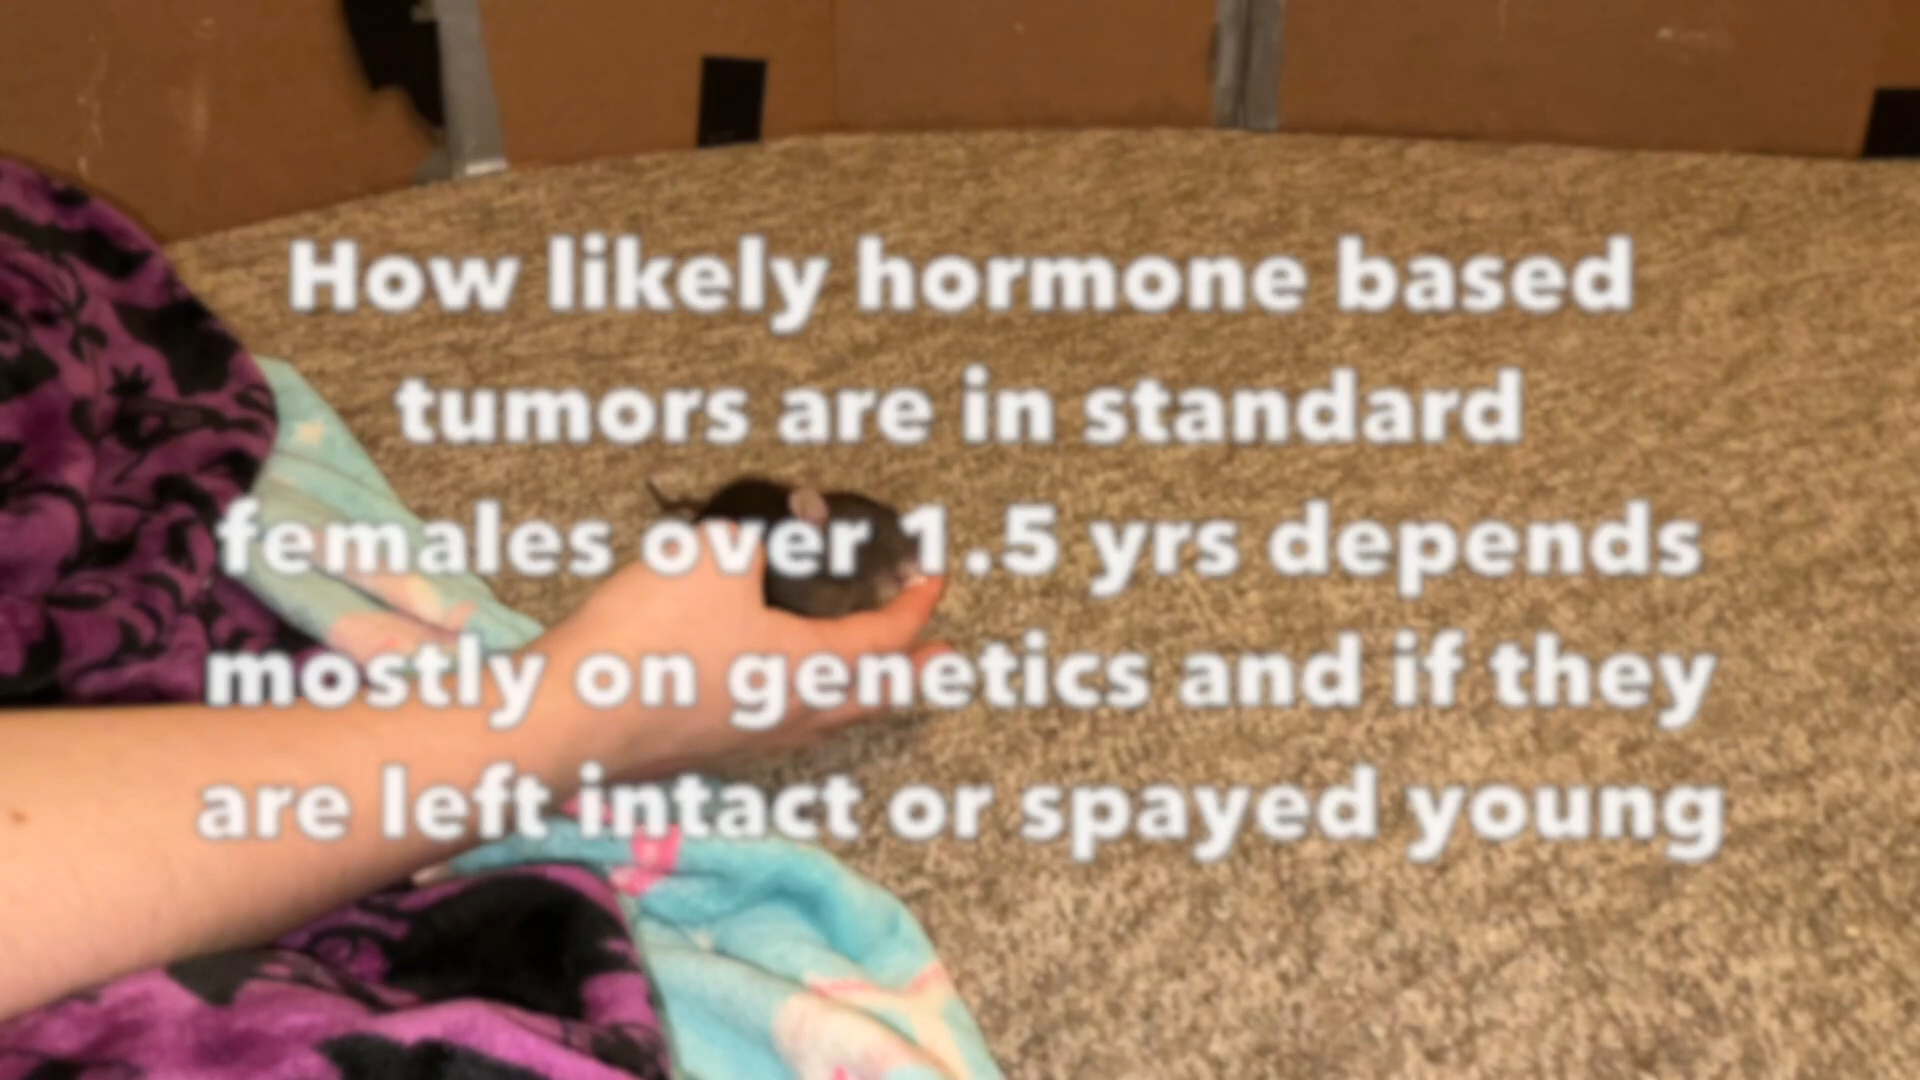 How likely hormone based
tumors are in standard
females over 1.5 yrs depends
mostly on genetics and if they
are left intact or spayed young